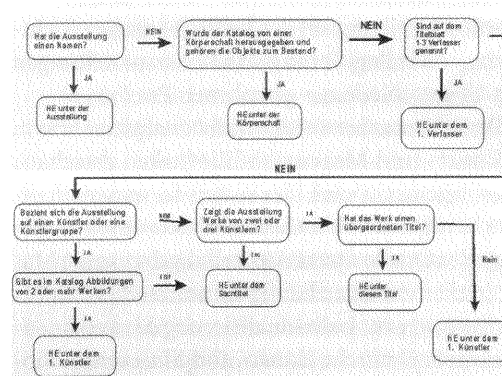 Hat die Ausstellung
einen Namen?
NEIN
Wurde der Katalog von einer
Körperschaft herausgegeben und
gehören die Objekte zum Bestand?
NEIN
Sind auf dem
Titelblatt
1-3 Verfasser
genannt?
JA
JA
JA
HE unter der
Ausstellung
HE unter der
Körperschaft
HE unter dem
1. Verfasser
NEIN
Bezieht sich die Ausstellung
auf einen Künstler oder eine
Künstlergruppe?
Zeigt die Ausstellung
Werke von zwei oder
drei Künstlern?
JA
Hat das Werk einen
übergeordneten Titel?
JA
JA
Nein
Gibt es im Katalog Abbildungen
von 2 oder mehr Werken?
HE unter dem
Sachtitel
HE unter
diesem Titel
JA
HE unter dem
1. Künstler
hE unter dem
1. Künstler